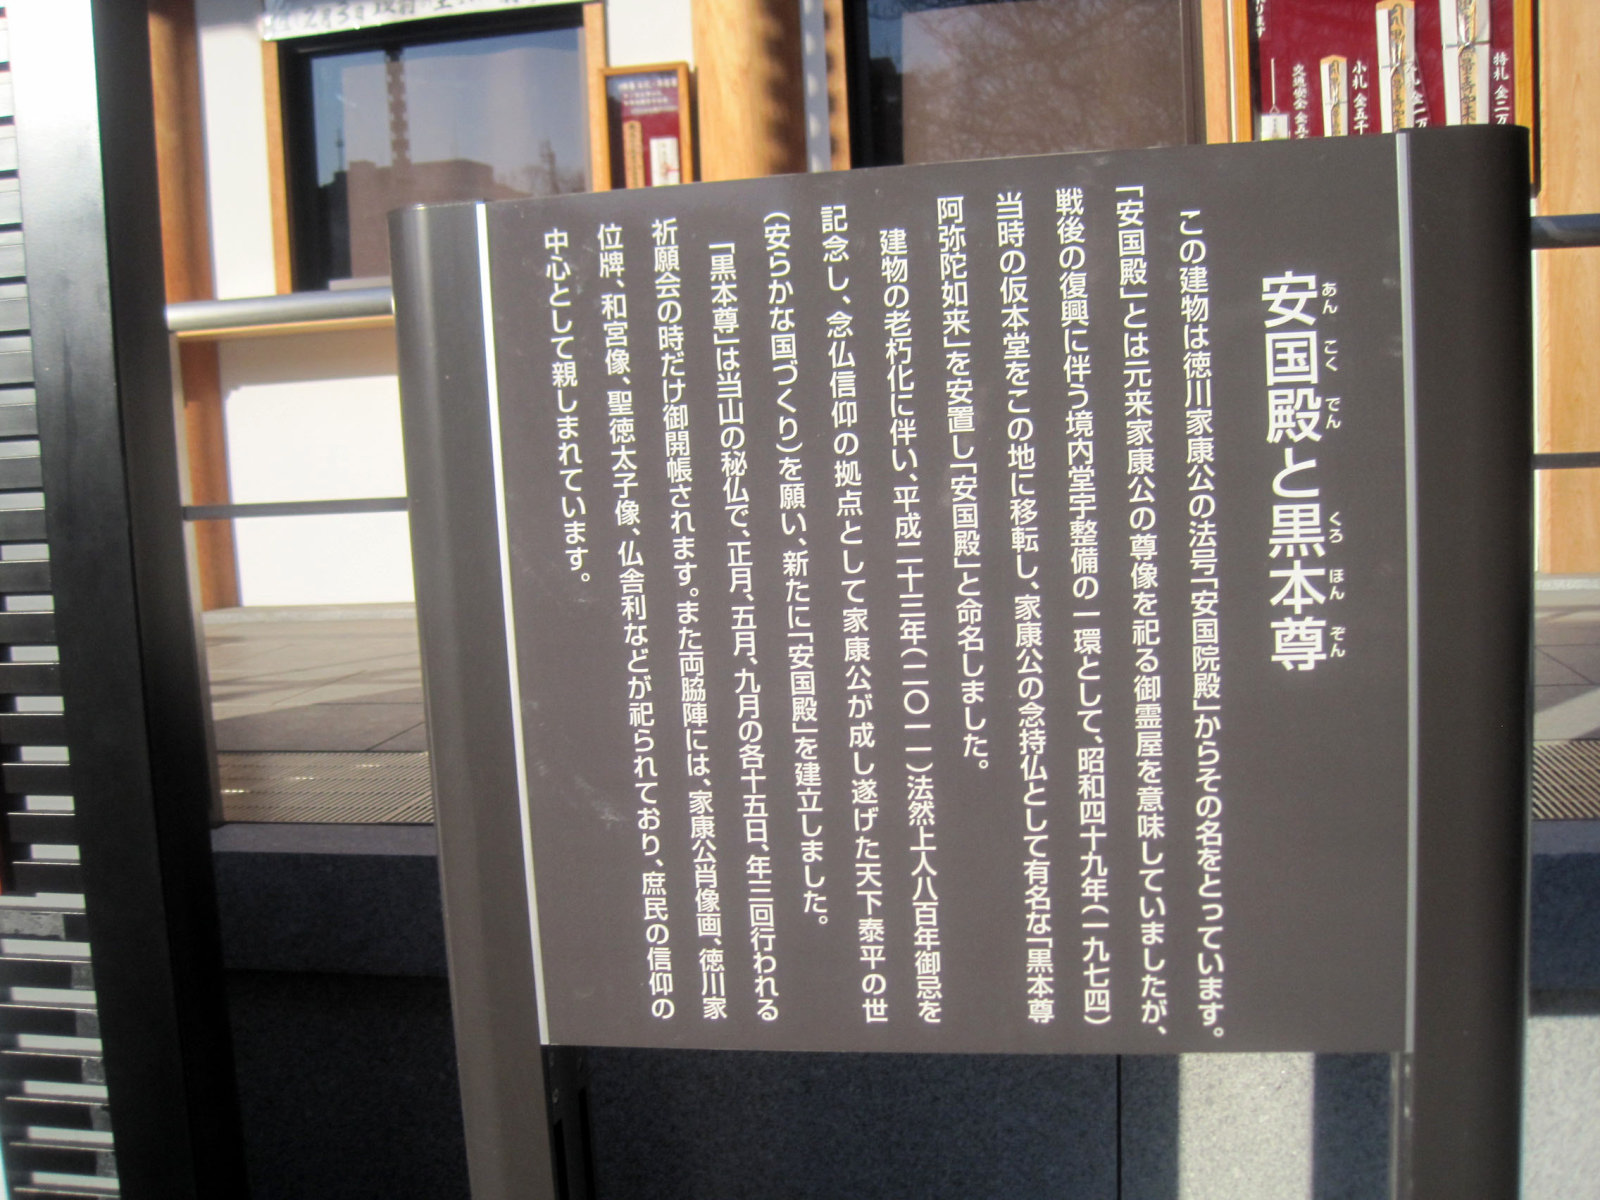 安国殿と黒本尊
あん こく でん くろ ほん ぞん
この建物は徳川家康公の法号「安国院殿」からその名をとっています。
「安国殿」とは元来家康公の尊像を祀る御霊屋を意味していましたが、
戦後の復興に伴う境内堂宇整備の一環として、昭和四十九年(一九七四)
当時の仮本堂をこの地に移転し、家康公の念持仏として有名な「黒本尊
阿弥陀如来」を安置し「安国殿」と命名しました。
建物の老朽化に伴い、平成二十三年(二〇一一)法然上人八百年御忌を
記念し、念仏信仰の拠点として家康公が成し遂げた天下泰平の世
(安らかな国づくり)を願い、新たに「安国殿」を建立しました。
「黒本尊」は当山の秘仏で、正月、五月、九月の各十五日、年三回行われる
祈願会の時だけ御開帳されます。また両脇陣には、家康公肖像画、徳川家
位牌、和宮像、聖徳太子像、仏舎利などが祀られており、庶民の信仰の
中心として親しまれています。
特札 金二万
小札 金五千
交通安全 金五